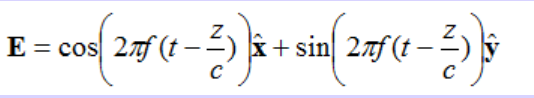 E = cos(2πf(t − z/c))x̂ + sin(2πf(t − z/c))ŷ